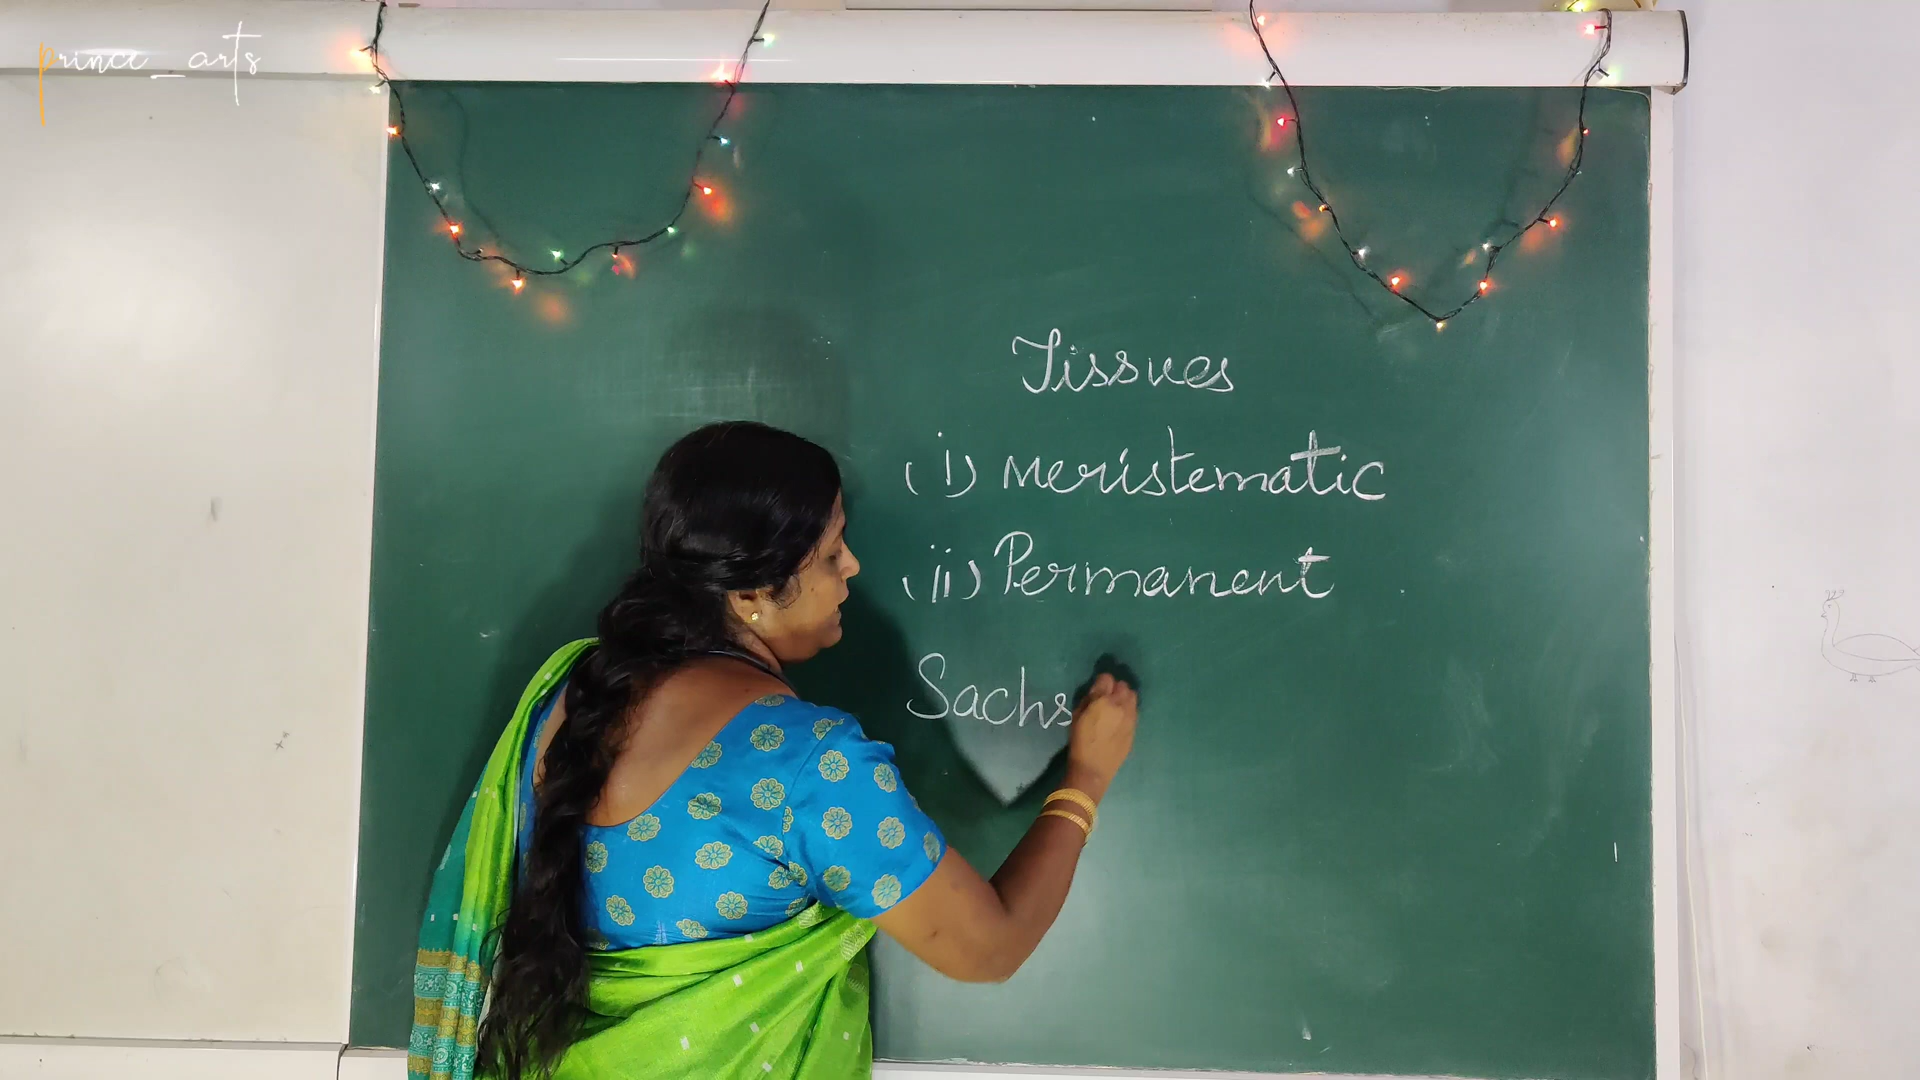 prince_arts
Tissues
(i) Meristematic
(ii) Permanent
Sachs